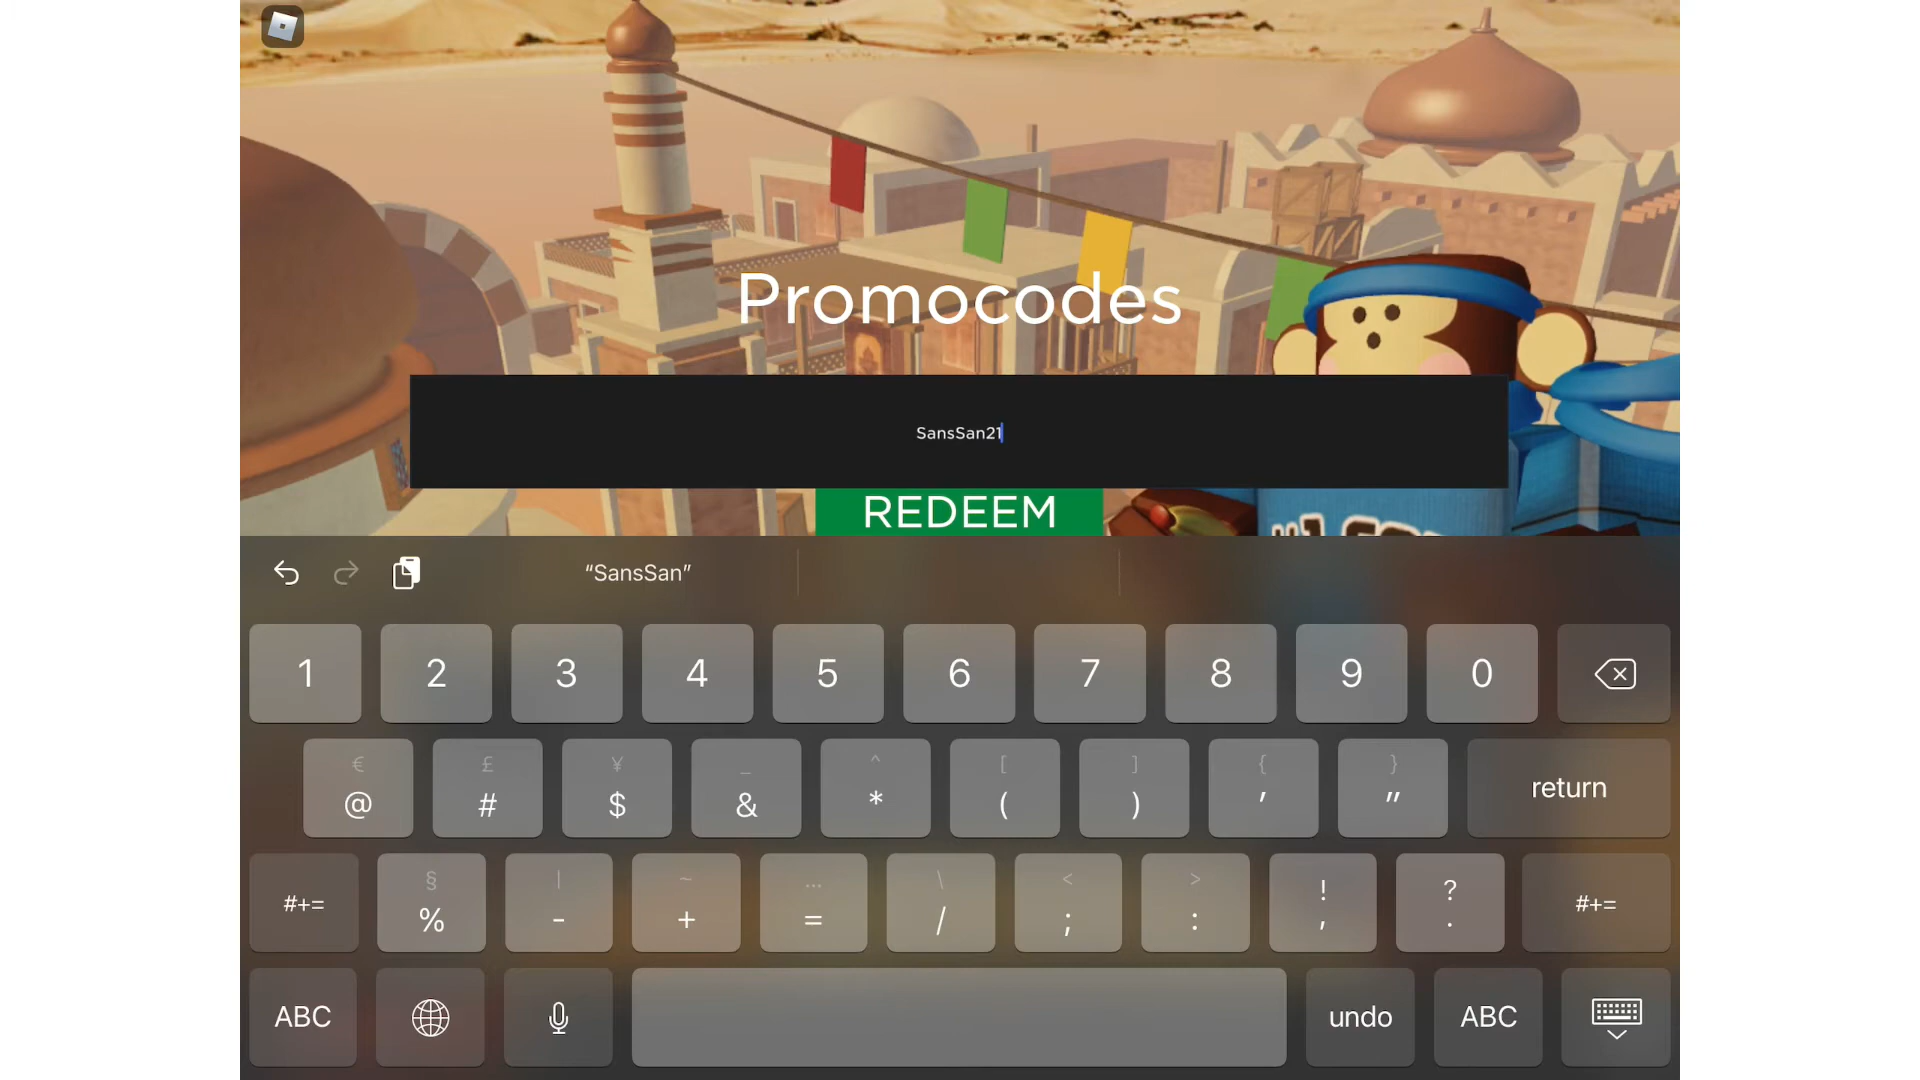 Promocodes
SansSan21
REDEEM
“SansSan”
1 2 3 4 5 6 7 8 9 0
€ £ ¥ _ ^ [ ] { }
@ # $ & * ( ) ' " return
§ | ~ … \ < > ! ?
#+= % - + = / ; : , . #+=
ABC undo ABC